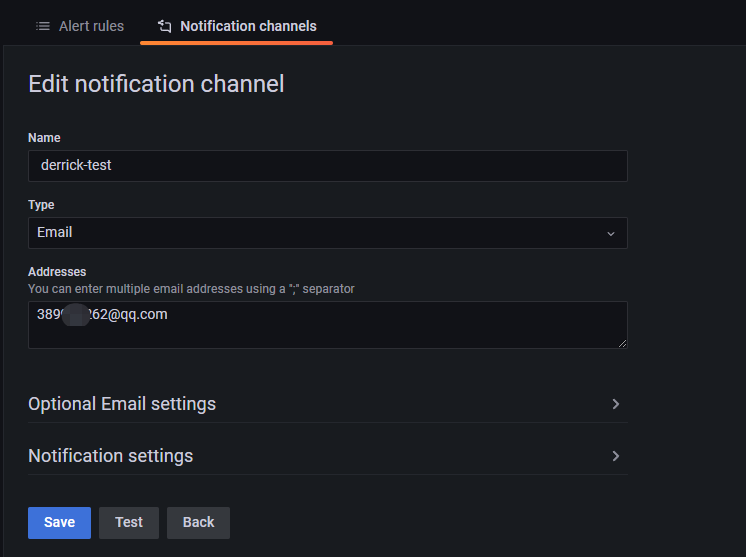 Alert rules
Notification channels
Edit notification channel
Name
derrick-test
Type
Email
Addresses
You can enter multiple email addresses using a ";" separator
389 262@qq.com
Optional Email settings
Notification settings
Save
Test
Back